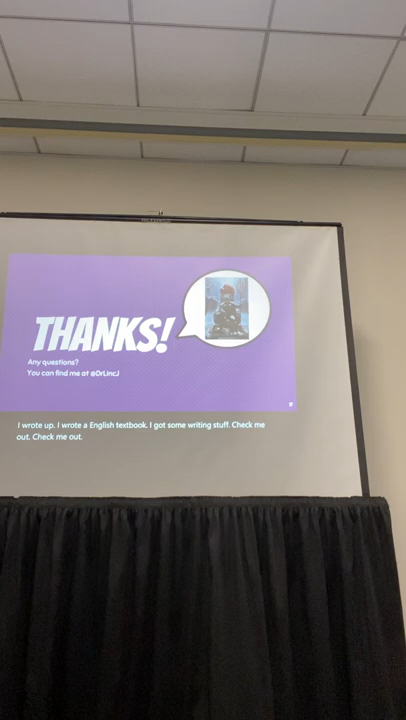 THANKS!
Any questions?
You can find me at @DrLincJ
I wrote up. I wrote a English textbook. I got some writing stuff. Check me
out. Check me out.